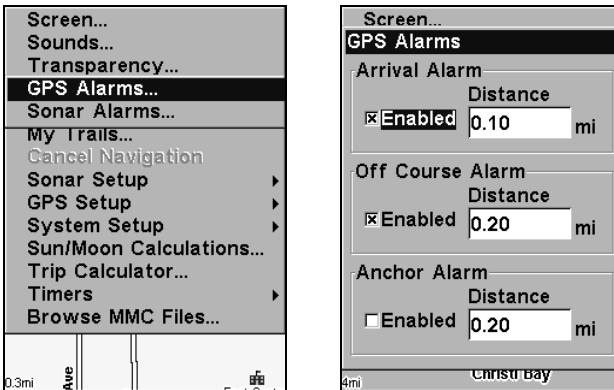 Screen...
Sounds...
Transparency...
GPS Alarms...
Sonar Alarms...
My Trails...
Cancel Navigation
Sonar Setup
GPS Setup
System Setup
Sun/Moon Calculations...
Trip Calculator...
Timers
Browse MMC Files...
0.3mi
Ave
Screen...
GPS Alarms
Arrival Alarm
Distance
Enabled 0.10 mi
Off Course Alarm
Distance
Enabled 0.20 mi
Anchor Alarm
Distance
Enabled 0.20 mi
4mi
Christi Bay